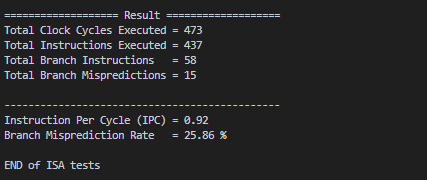 =================== Result ===================
Total Clock Cycles Executed = 473
Total Instructions Executed = 437
Total Branch Instructions   = 58
Total Branch Mispredictions = 15
----------------------------------------------
Instruction Per Cycle (IPC) = 0.92
Branch Misprediction Rate   = 25.86 %
END of ISA tests